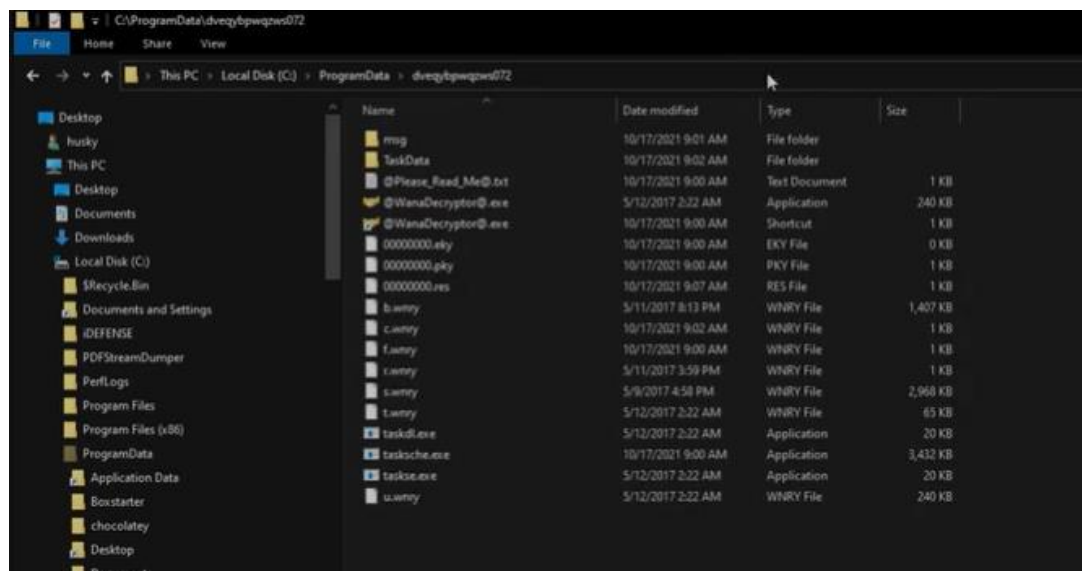 C:\ProgramData\dveqybpwqzws072
File Home Share View
This PC > Local Disk (C:) > ProgramData > dveqybpwqzws072
Name Date modified Type Size
Desktop
husky
This PC
Desktop
Documents
Downloads
Local Disk (C:)
$Recycle.Bin
Documents and Settings
iDEFENSE
PDFStreamDumper
PerfLogs
Program Files
Program Files (x86)
ProgramData
Application Data
Boxstarter
chocolatey
Desktop
msg 10/17/2021 9:01 AM File folder
TaskData 10/17/2021 9:02 AM File folder
@Please_Read_Me@.txt 10/17/2021 9:00 AM Text Document 1 KB
@WanaDecryptor@.exe 5/12/2017 2:22 AM Application 240 KB
@WanaDecryptor@.exe 10/17/2021 9:00 AM Shortcut 1 KB
00000000.eky 10/17/2021 9:00 AM EKY File 0 KB
00000000.pky 10/17/2021 9:00 AM PKY File 1 KB
00000000.res 10/17/2021 9:07 AM RES File 1 KB
b.wnry 5/11/2017 8:13 PM WNRY File 1,407 KB
c.wnry 10/17/2021 9:02 AM WNRY File 1 KB
f.wnry 10/17/2021 9:00 AM WNRY File 1 KB
r.wnry 5/11/2017 3:59 PM WNRY File 1 KB
s.wnry 5/9/2017 4:58 PM WNRY File 2,968 KB
t.wnry 5/12/2017 2:22 AM WNRY File 65 KB
taskdl.exe 5/12/2017 2:22 AM Application 20 KB
tasksche.exe 10/17/2021 9:00 AM Application 3,432 KB
taskse.exe 5/12/2017 2:22 AM Application 20 KB
u.wnry 5/12/2017 2:22 AM WNRY File 240 KB